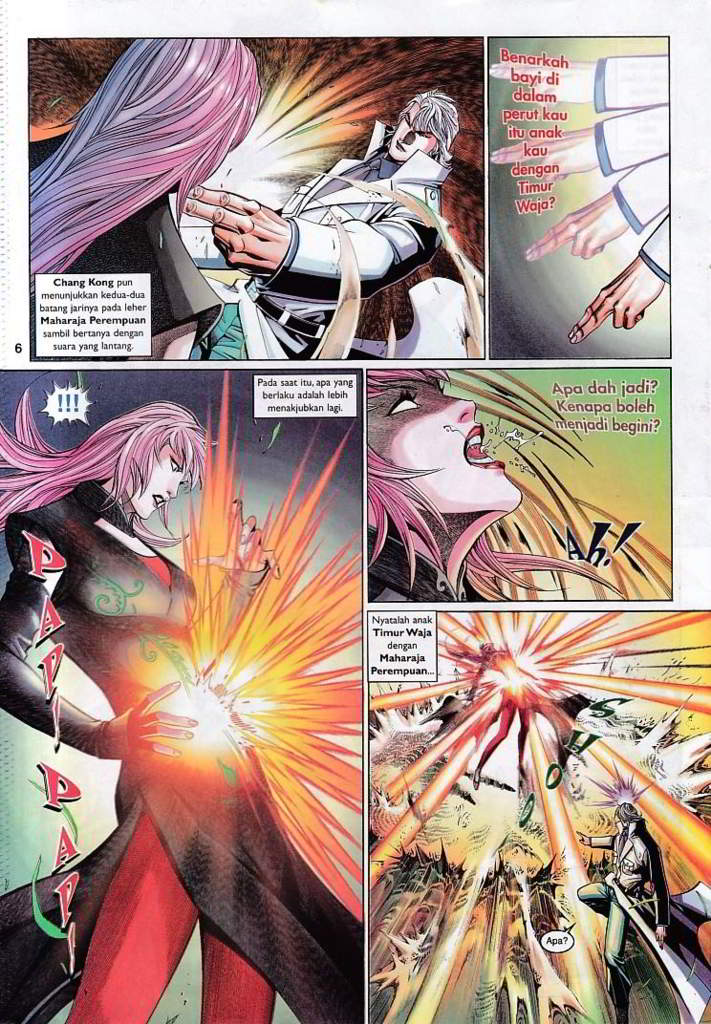 Benarkah
bayi di
dalam
perut kau
itu anak
kau
dengan
Timur
Waja?
Chang Kong pun
menunjukkan kedua-dua
batang jarinya pada leher
Maharaja Perempuan
sambil bertanya dengan
suara yang lantang.
6
!!!
Pada saat itu, apa yang
berlaku adalah lebih
menakjubkan lagi.
PAP! PAP! PAP!
Apa dah jadi?
Kenapa boleh
menjadi begini?
Ah!
Nyatalah anak
Timur Waja
dengan
Maharaja
Perempuan...
SHOO
Apa?